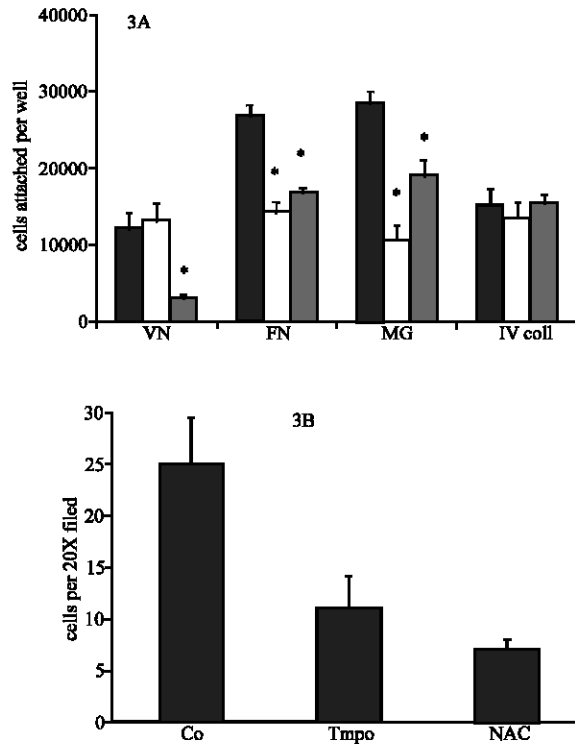 3A
cells attached per well
40000
30000
20000
10000
0
* * * * *
VN FN MG IV coll
3B
cells per 20X filed
30
25
20
15
10
5
0
Co Tmpo NAC